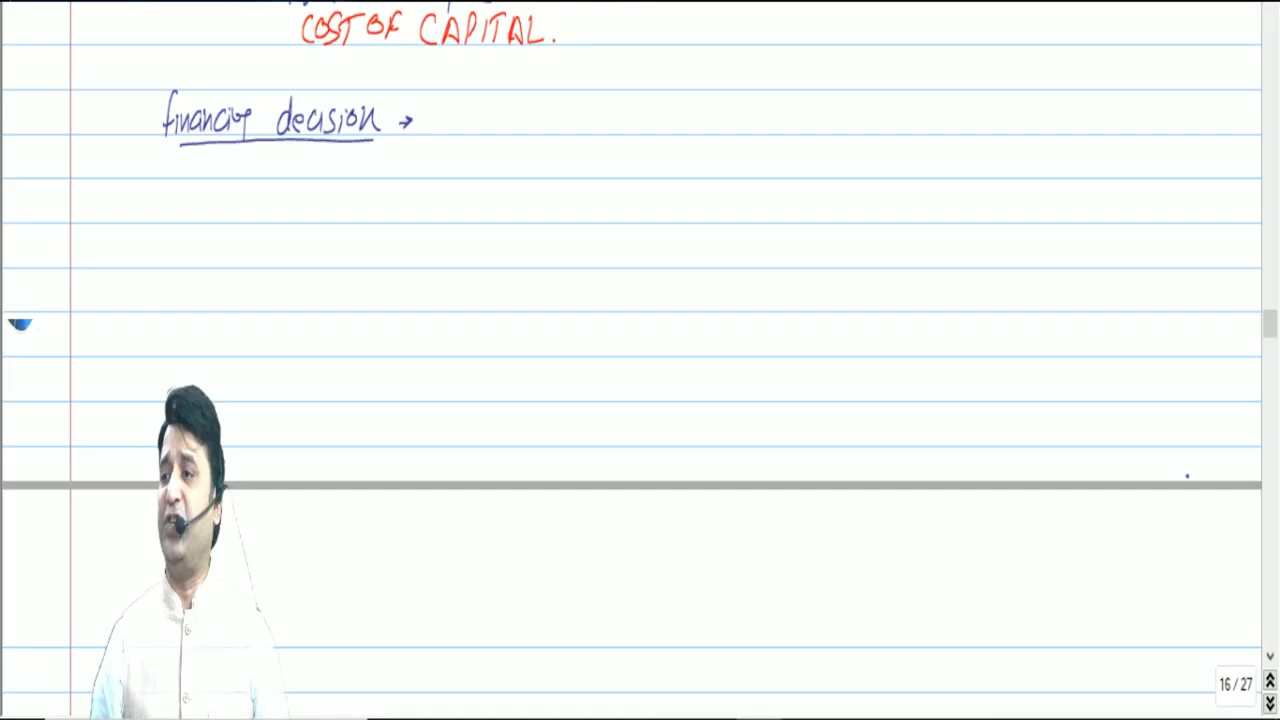 COST OF CAPITAL.
financing decision →
16 / 27